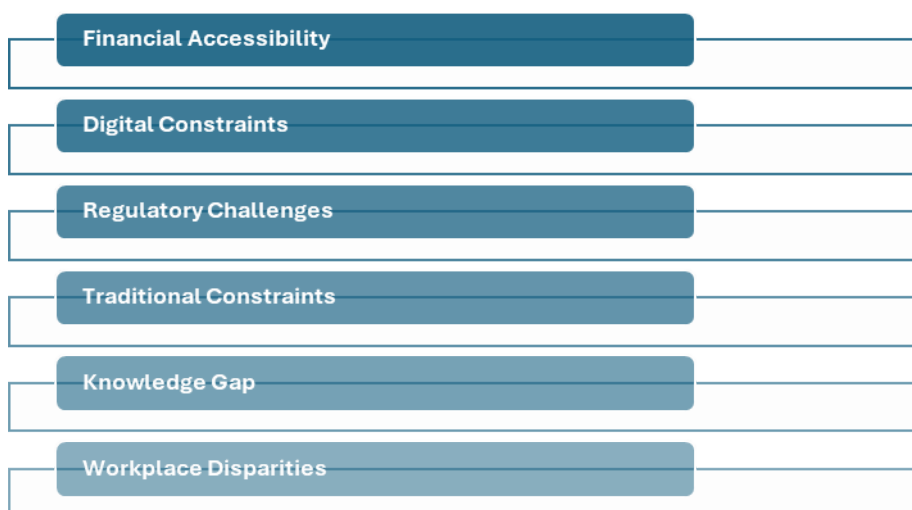 Financial Accessibility
Digital Constraints
Regulatory Challenges
Traditional Constraints
Knowledge Gap
Workplace Disparities